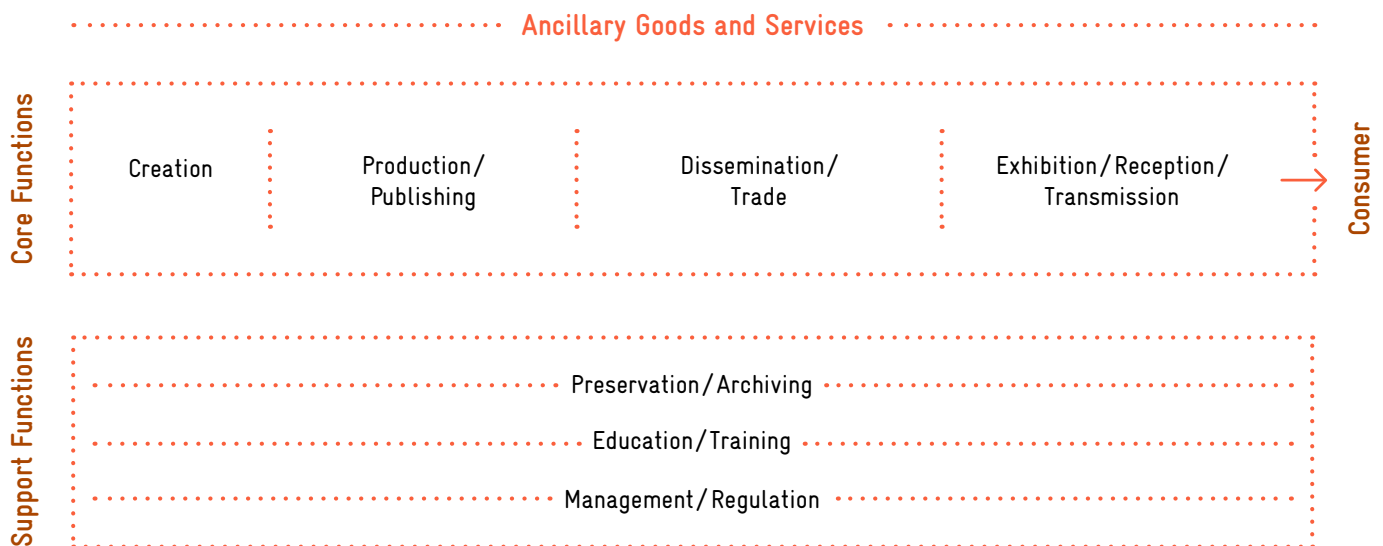 Ancillary Goods and Services
Core Functions
Creation
Production/
Publishing
Dissemination/
Trade
Exhibition/Reception/
Transmission
Consumer
Support Functions
Preservation/Archiving
Education/Training
Management/Regulation